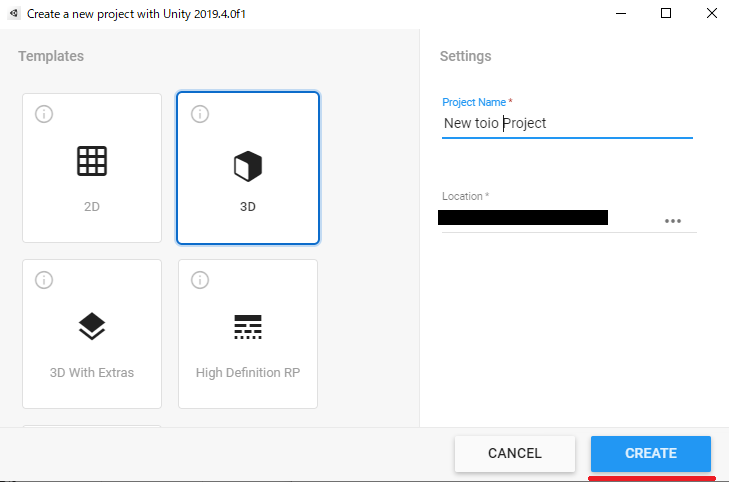 Create a new project with Unity 2019.4.0f1
Templates
2D
3D
3D With Extras
High Definition RP
Settings
Project Name *
New toio Project
Location *
CANCEL
CREATE